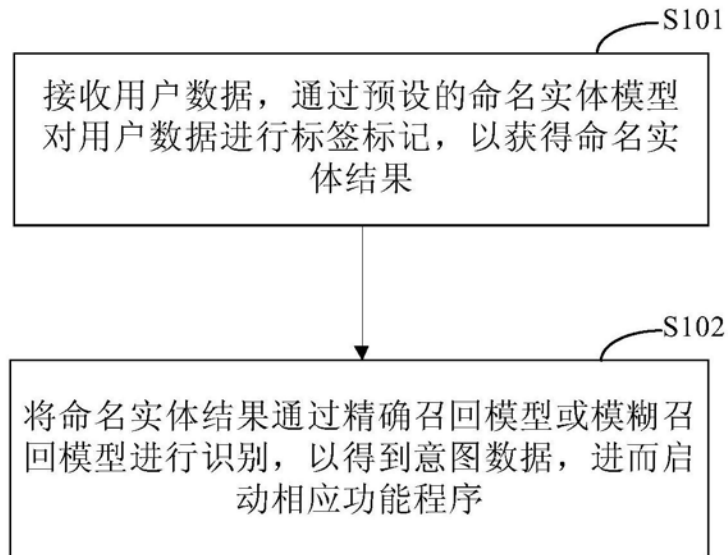 S101
接收用户数据，通过预设的命名实体模型
对用户数据进行标签标记，以获得命名实
体结果
S102
将命名实体结果通过精确召回模型或模糊召
回模型进行识别，以得到意图数据，进而启
动相应功能程序